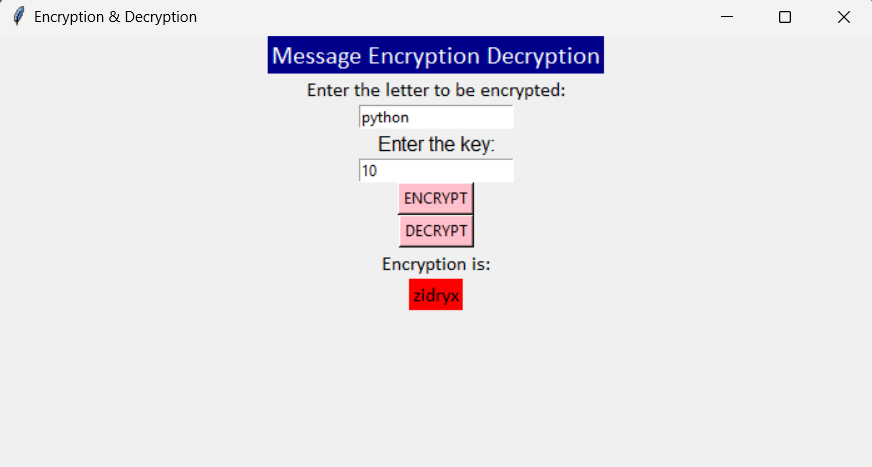 Encryption & Decryption
Message Encryption Decryption
Enter the letter to be encrypted:
python
Enter the key:
10
ENCRYPT
DECRYPT
Encryption is:
zidryx